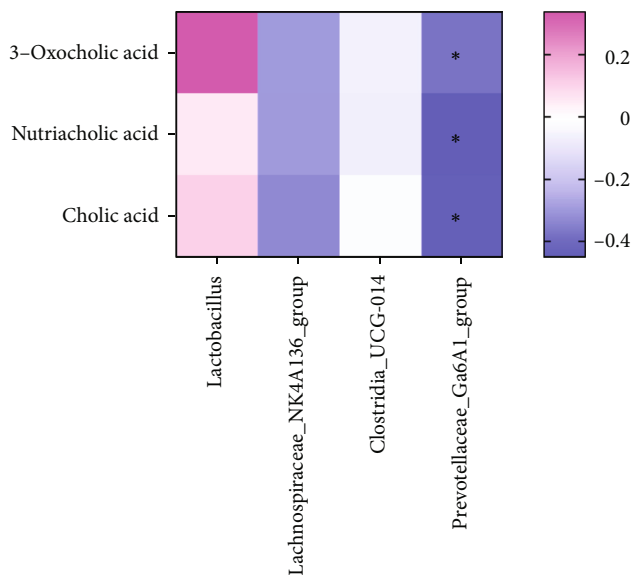 3–Oxocholic acid
Nutriacholic acid
Cholic acid
*
*
*
Lactobacillus
Lachnospiraceae_NK4A136_group
Clostridia_UCG-014
Prevotellaceae_Ga6A1_group
0.2
0
–0.2
–0.4